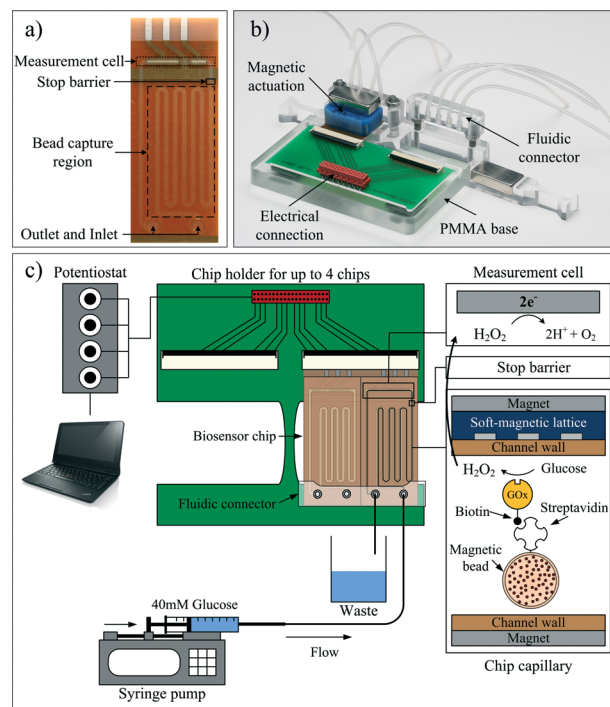 a)
Measurement cell
Stop barrier
Bead capture
region
Outlet and Inlet
b)
Magnetic
actuation
Fluidic
connector
Electrical
connection
PMMA base
c)
Potentiostat
Chip holder for up to 4 chips
Biosensor chip
Fluidic connector
40mM Glucose
Waste
Flow
Syringe pump
Measurement cell
2e⁻
H₂O₂
2H⁺ + O₂
Stop barrier
Magnet
Soft-magnetic lattice
Channel wall
H₂O₂
Glucose
GOx
Biotin
Streptavidin
Magnetic
bead
Channel wall
Magnet
Chip capillary